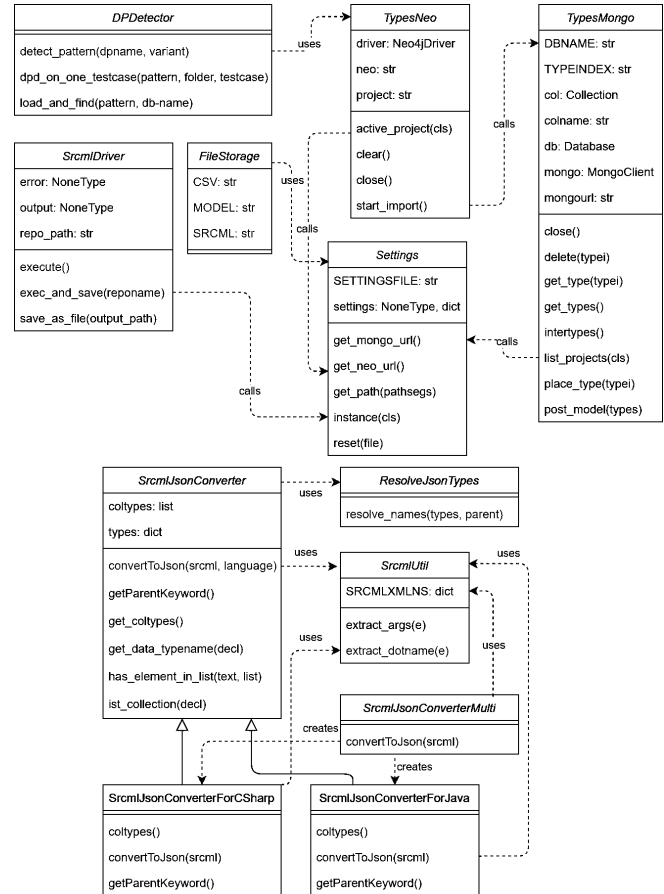 DPDetector
detect_pattern(dpname, variant)
dpd_on_one_testcase(pattern, folder, testcase)
load_and_find(pattern, db-name)
uses
TypesNeo
driver: Neo4jDriver
neo: str
project: str
active_project(cls)
clear()
close()
start_import()
calls
TypesMongo
DBNAME: str
TYPEINDEX: str
col: Collection
colname: str
db: Database
mongo: MongoClient
mongourl: str
close()
delete(typei)
get_type(typei)
get_types()
intertypes()
list_projects(cls)
place_type(typei)
post_model(types)
SrcmlDriver
error: NoneType
output: NoneType
repo_path: str
execute()
exec_and_save(reponame)
save_as_file(output_path)
FileStorage
CSV: str
MODEL: str
SRCML: str
uses
calls
Settings
SETTINGSFILE: str
settings: NoneType, dict
get_mongo_url()
get_neo_url()
get_path(pathsegs)
instance(cls)
reset(file)
calls
calls
SrcmlJsonConverter
coltypes: list
types: dict
convertToJson(srcml, language)
getParentKeyword()
get_coltypes()
get_data_typename(decl)
has_element_in_list(text, list)
ist_collection(decl)
uses
ResolveJsonTypes
resolve_names(types, parent)
uses
SrcmlUtil
SRCMLXMLNS: dict
extract_args(e)
extract_dotname(e)
uses
uses
uses
SrcmlJsonConverterMulti
convertToJson(srcml)
creates
creates
SrcmlJsonConverterForCSharp
coltypes()
convertToJson(srcml)
getParentKeyword()
SrcmlJsonConverterForJava
coltypes()
convertToJson(srcml)
getParentKeyword()